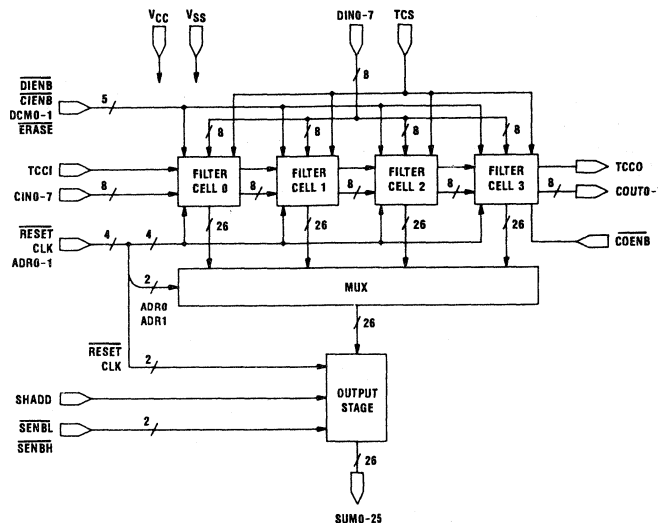 VCC VSS DIN0-7 TCS
8
DIENB
CIENB 5
DCM0-1
ERASE
8 8 8 8
TCCI FILTER CELL 0 FILTER CELL 1 FILTER CELL 2 FILTER CELL 3 TCCO
CIN0-7 8 8 8 8 8 COUT0-
RESET 4 4 26 26 26 26 COENB
CLK
ADR0-1
2 MUX
ADR0
ADR1
26
RESET
CLK 2
SHADD OUTPUT STAGE
SENBL 2
SENBH
26
SUM0-25